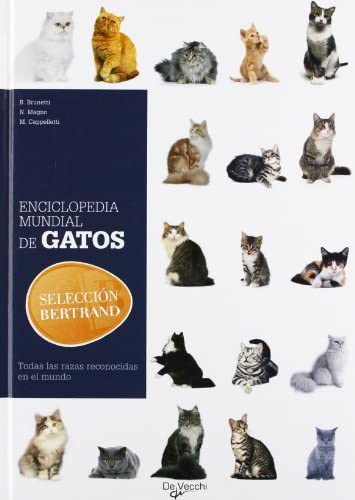 B. Brunetti
N. Magno
M. Cappelletti
ENCICLOPEDIA
MUNDIAL
DE GATOS
SELECCIÓN
BERTRAND
Todas las razas reconocidas
en el mundo
De Vecchi